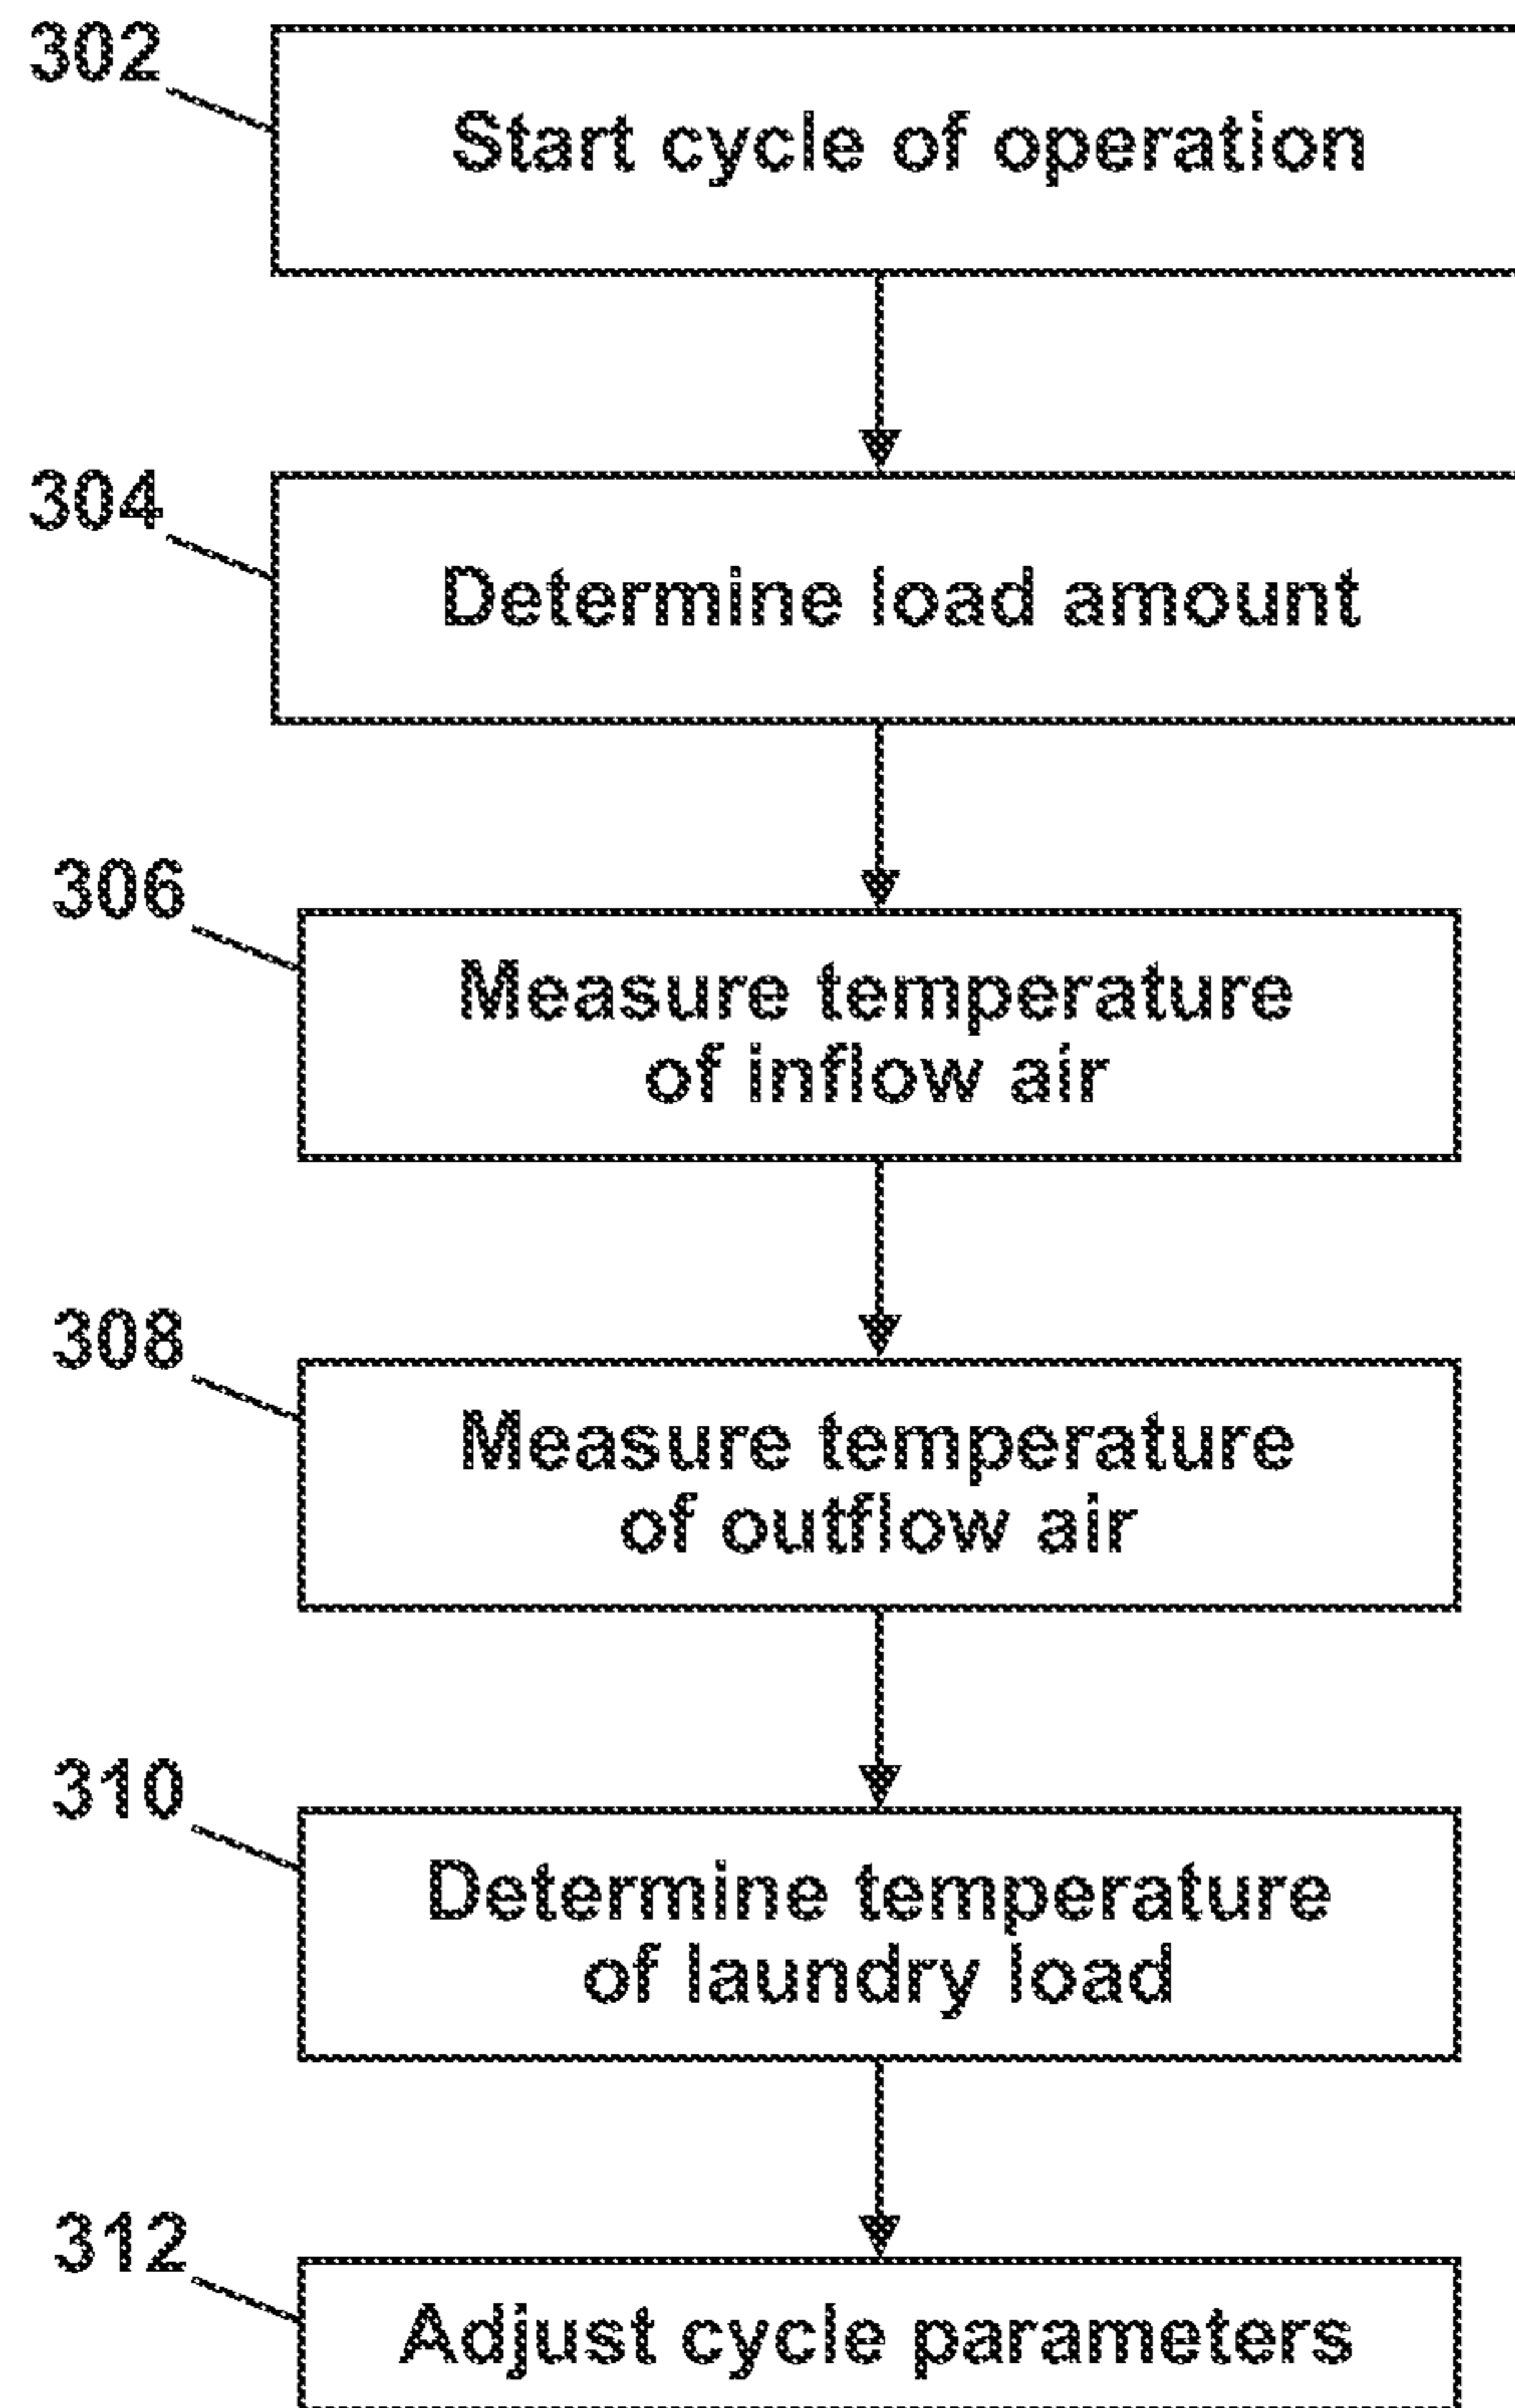 302
Start cycle of operation
304
Determine load amount
306
Measure temperature
of inflow air
308
Measure temperature
of outflow air
310
Determine temperature
of laundry load
312
Adjust cycle parameters